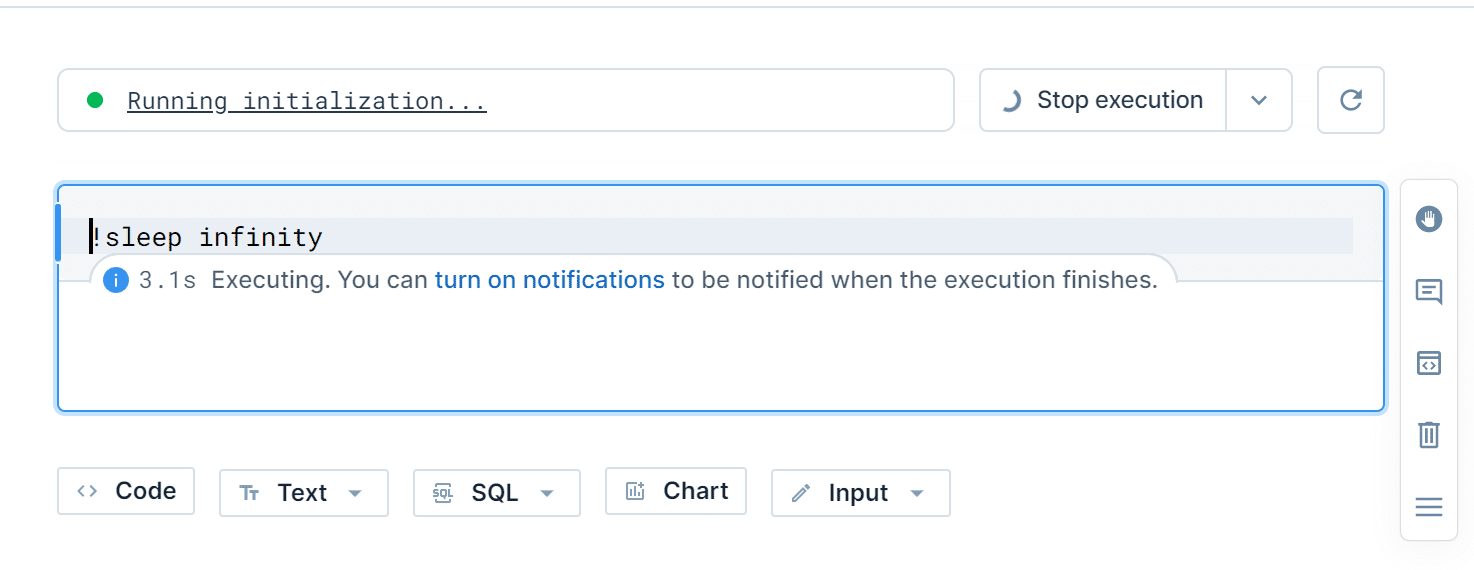 Running initialization...
Stop execution
!sleep infinity
3.1s Executing. You can turn on notifications to be notified when the execution finishes.
Code
Text
SQL
Chart
Input